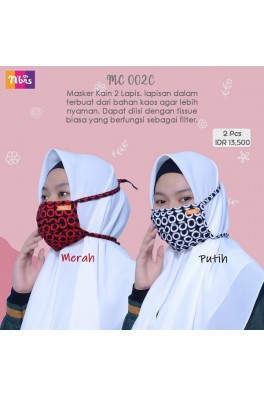 Nbrs
MC 002C
Masker Kain 2 Lapis. lapisan dalam
terbuat dari bahan kaos agar lebih
nyaman. Dapat diisi dengan tissue
biasa yang berfungsi sebagai filter.
2 Pcs
IDR 13,500
Merah
Putih